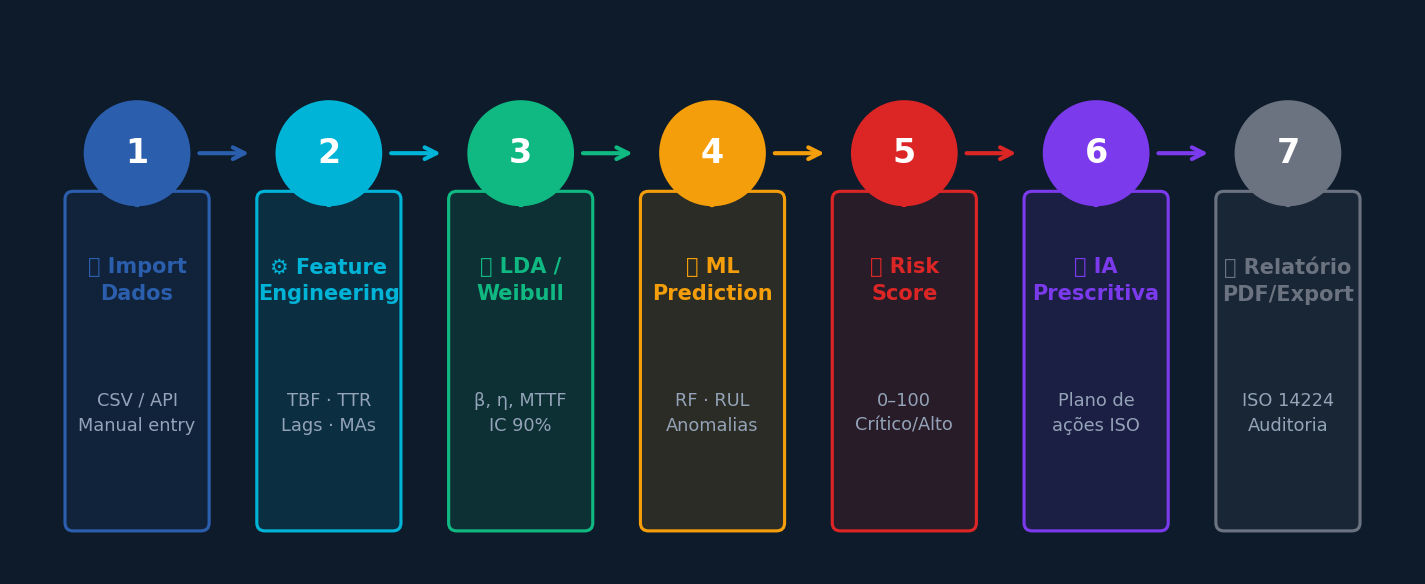 1
Import
Dados
CSV / API
Manual entry
2
⚙ Feature
Engineering
TBF · TTR
Lags · MAs
3
LDA /
Weibull
β, η, MTTF
IC 90%
4
ML
Prediction
RF · RUL
Anomalias
5
Risk
Score
0–100
Crítico/Alto
6
IA
Prescritiva
Plano de
ações ISO
7
Relatório
PDF/Export
ISO 14224
Auditoria